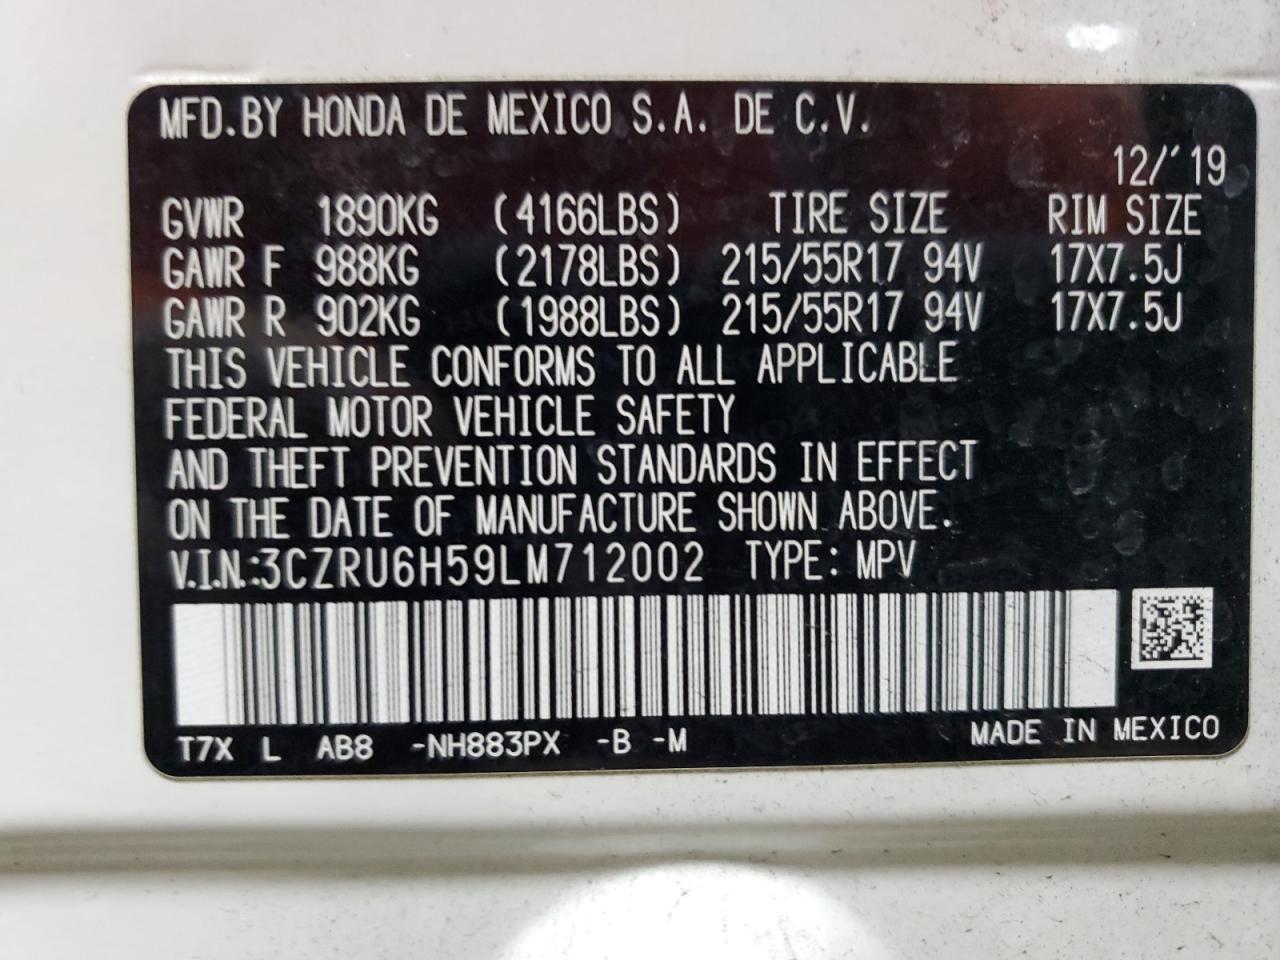 MFD.BY HONDA DE MEXICO S.A. DE C.V.
12/'19
GVWR 1890KG (4166LBS) TIRE SIZE RIM SIZE
GAWR F 988KG (2178LBS) 215/55R17 94V 17X7.5J
GAWR R 902KG (1988LBS) 215/55R17 94V 17X7.5J
THIS VEHICLE CONFORMS TO ALL APPLICABLE
FEDERAL MOTOR VEHICLE SAFETY
AND THEFT PREVENTION STANDARDS IN EFFECT
ON THE DATE OF MANUFACTURE SHOWN ABOVE.
V.I.N.:3CZRU6H59LM712002 TYPE: MPV
T7X L AB8 -NH883PX -B -M MADE IN MEXICO